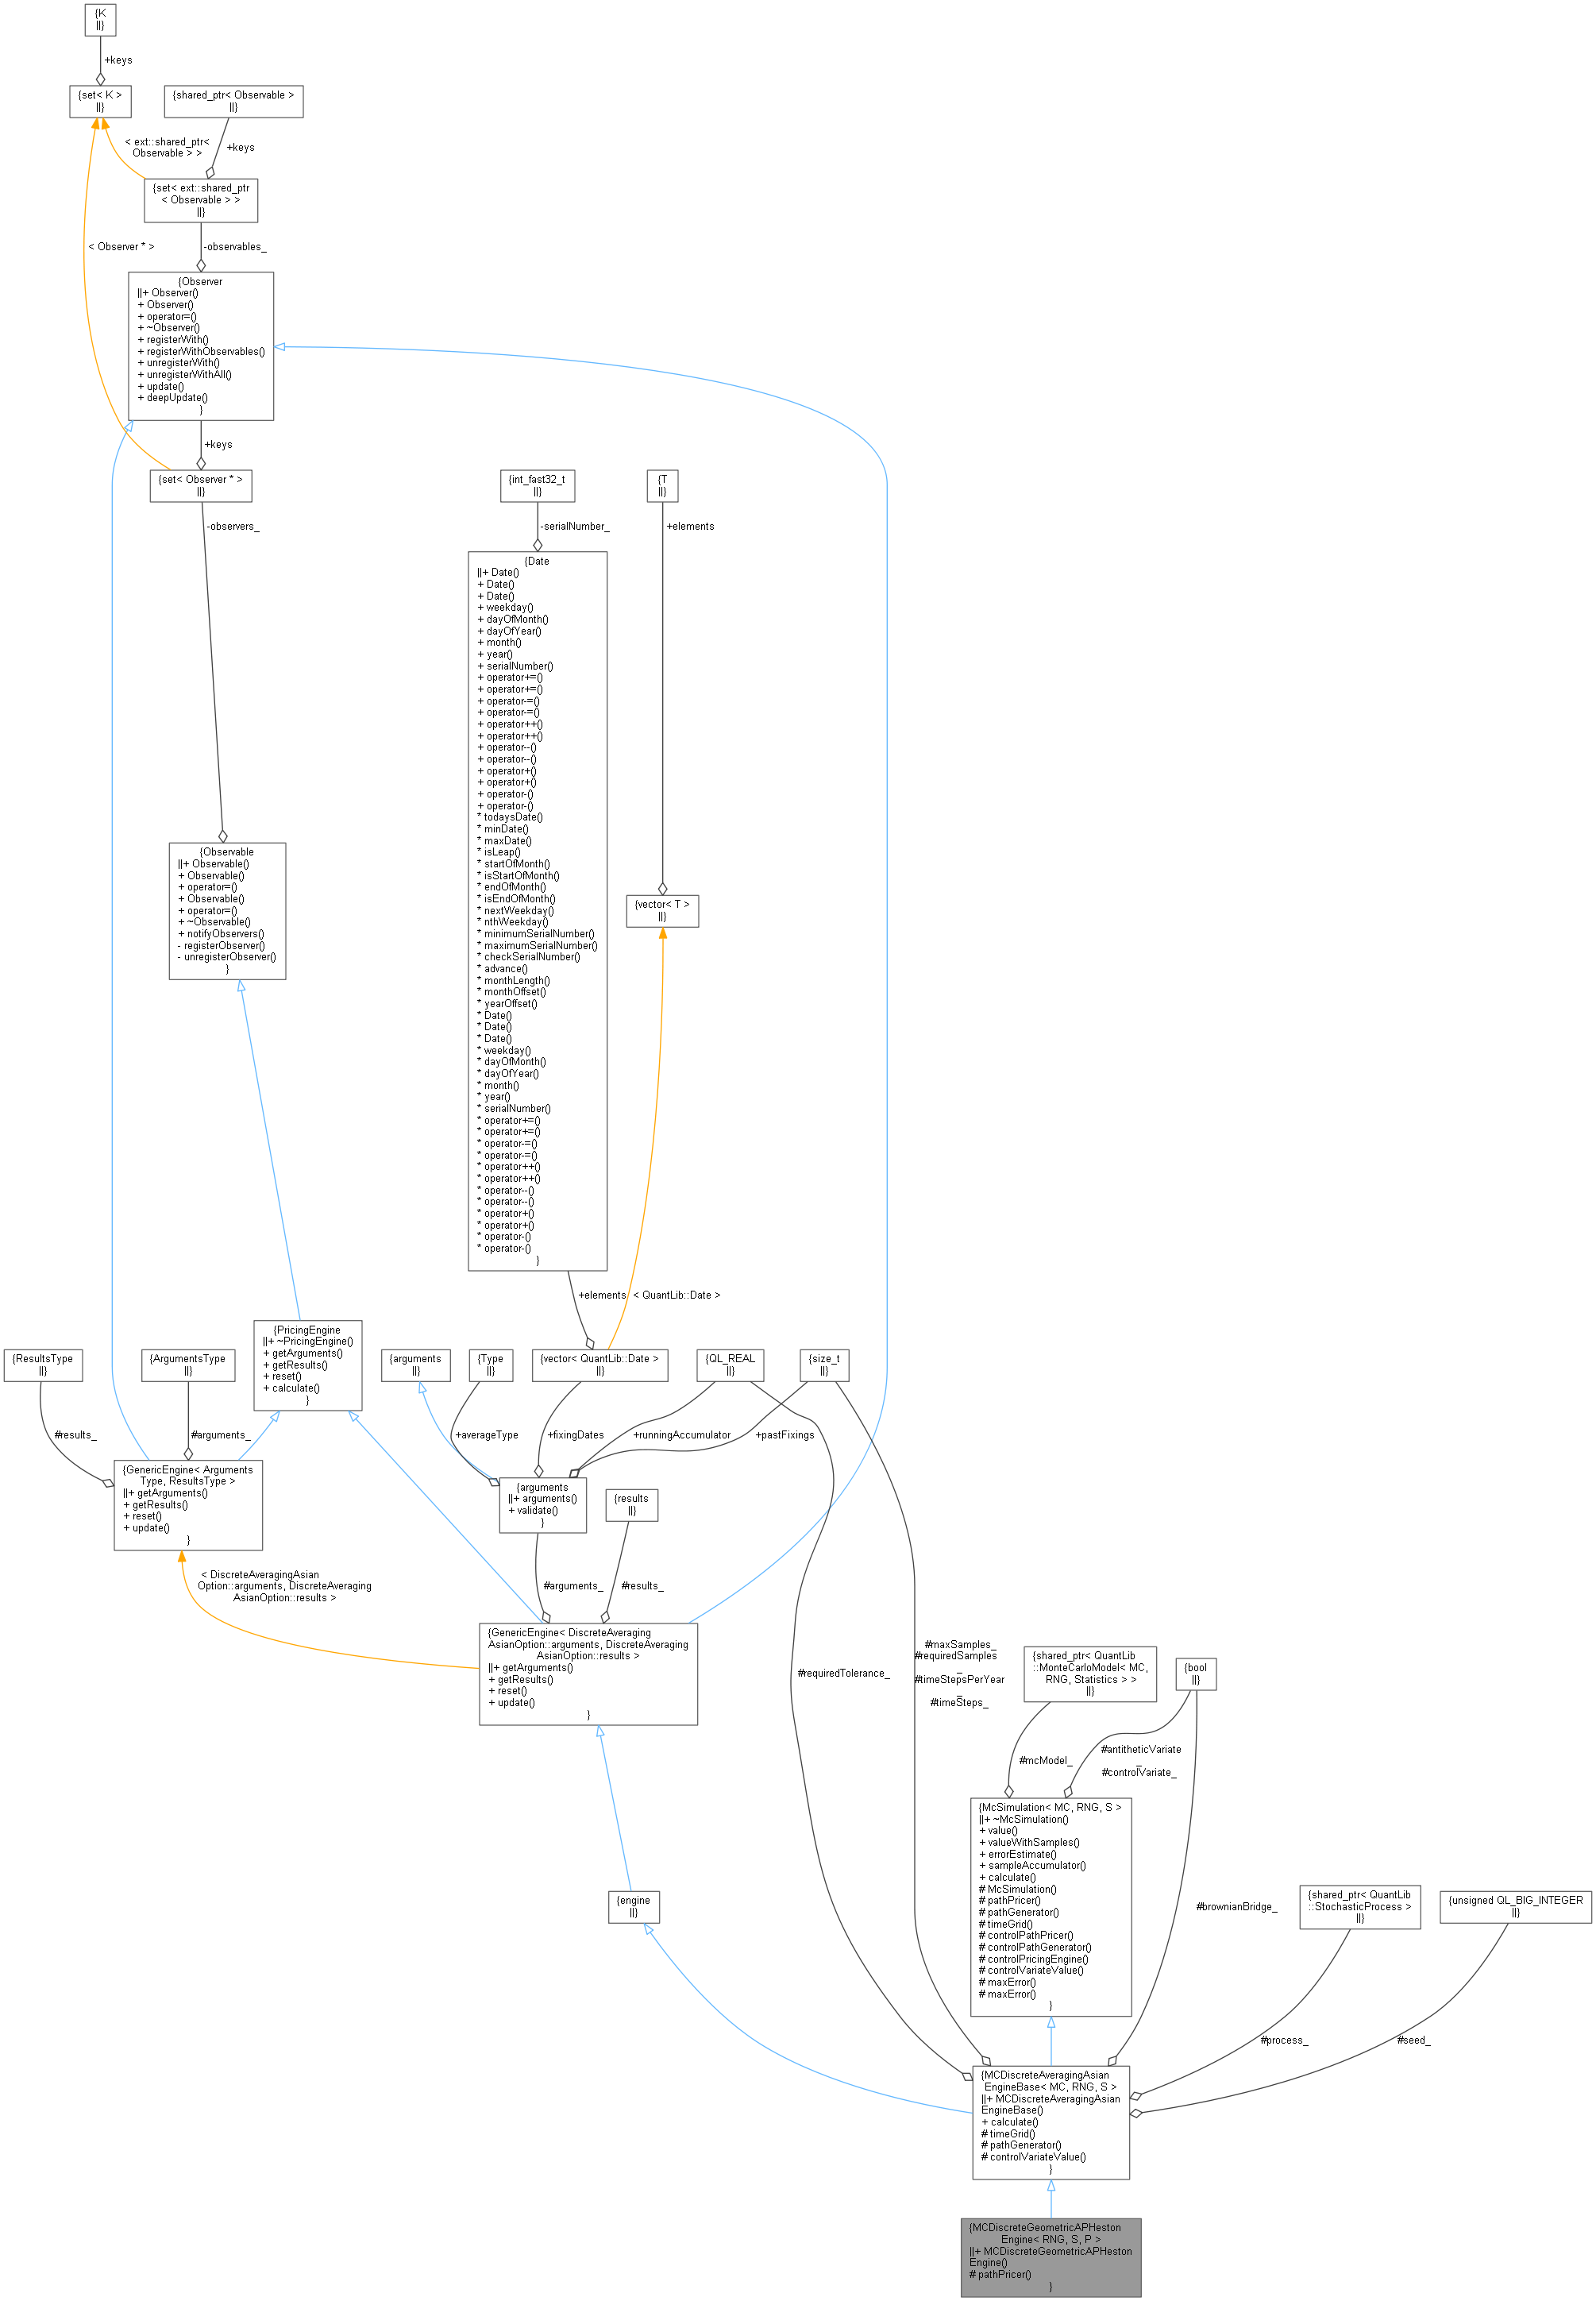 {K
||}
+keys
{set< K >
||}
{shared_ptr< Observable >
||}
< ext::shared_ptr<
Observable > >
+keys
{set< ext::shared_ptr
< Observable > >
||}
< Observer * >
-observables_
{Observer
||+ Observer()
+ Observer()
+ operator=()
+ ~Observer()
+ registerWith()
+ registerWithObservables()
+ unregisterWith()
+ unregisterWithAll()
+ update()
+ deepUpdate()
}
+keys
{set< Observer * >
||}
-observers_
{int_fast32_t
||}
-serialNumber_
{T
||}
+elements
{Date
||+ Date()
+ Date()
+ Date()
+ weekday()
+ dayOfMonth()
+ dayOfYear()
+ month()
+ year()
+ serialNumber()
+ operator+=()
+ operator+=()
+ operator-=()
+ operator-=()
+ operator++()
+ operator++()
+ operator--()
+ operator--()
+ operator+()
+ operator+()
+ operator-()
+ operator-()
* todaysDate()
* minDate()
* maxDate()
* isLeap()
* startOfMonth()
* isStartOfMonth()
* endOfMonth()
* isEndOfMonth()
* nextWeekday()
* nthWeekday()
* minimumSerialNumber()
* maximumSerialNumber()
* checkSerialNumber()
* advance()
* monthLength()
* monthOffset()
* yearOffset()
* Date()
* Date()
* Date()
* weekday()
* dayOfMonth()
* dayOfYear()
* month()
* year()
* serialNumber()
* operator+=()
* operator+=()
* operator-=()
* operator-=()
* operator++()
* operator++()
* operator--()
* operator--()
* operator+()
* operator+()
* operator-()
* operator-()
}
{Observable
||+ Observable()
+ Observable()
+ operator=()
+ Observable()
+ operator=()
+ ~Observable()
+ notifyObservers()
- registerObserver()
- unregisterObserver()
}
{vector< T >
||}
+elements
< QuantLib::Date >
{PricingEngine
||+ ~PricingEngine()
+ getArguments()
+ getResults()
+ reset()
+ calculate()
}
{ResultsType
||}
{ArgumentsType
||}
{arguments
||}
{Type
||}
{vector< QuantLib::Date >
||}
{QL_REAL
||}
{size_t
||}
#results_
#arguments_
+averageType
+fixingDates
+runningAccumulator
+pastFixings
{GenericEngine< Arguments
Type, ResultsType >
||+ getArguments()
+ getResults()
+ reset()
+ update()
}
{arguments
||+ arguments()
+ validate()
}
{results
||}
< DiscreteAveragingAsian
Option::arguments, DiscreteAveraging
AsianOption::results >
#arguments_
#results_
{GenericEngine< DiscreteAveraging
AsianOption::arguments, DiscreteAveraging
AsianOption::results >
||+ getArguments()
+ getResults()
+ reset()
+ update()
}
#requiredTolerance_
#maxSamples_
#requiredSamples
_
#timeStepsPerYear
_
#timeSteps_
{shared_ptr< QuantLib
::MonteCarloModel< MC,
RNG, Statistics > >
||}
{bool
||}
#mcModel_
#antitheticVariate
_
#controlVariate_
{McSimulation< MC, RNG, S >
||+ ~McSimulation()
+ value()
+ valueWithSamples()
+ errorEstimate()
+ sampleAccumulator()
+ calculate()
# McSimulation()
# pathPricer()
# pathGenerator()
# timeGrid()
# controlPathPricer()
# controlPathGenerator()
# controlPricingEngine()
# controlVariateValue()
# maxError()
# maxError()
}
{engine
||}
#brownianBridge_
{shared_ptr< QuantLib
::StochasticProcess >
||}
{unsigned QL_BIG_INTEGER
||}
#process_
#seed_
{MCDiscreteAveragingAsian
EngineBase< MC, RNG, S >
||+ MCDiscreteAveragingAsian
EngineBase()
+ calculate()
# timeGrid()
# pathGenerator()
# controlVariateValue()
}
{MCDiscreteGeometricAPHeston
Engine< RNG, S, P >
||+ MCDiscreteGeometricAPHeston
Engine()
# pathPricer()
}